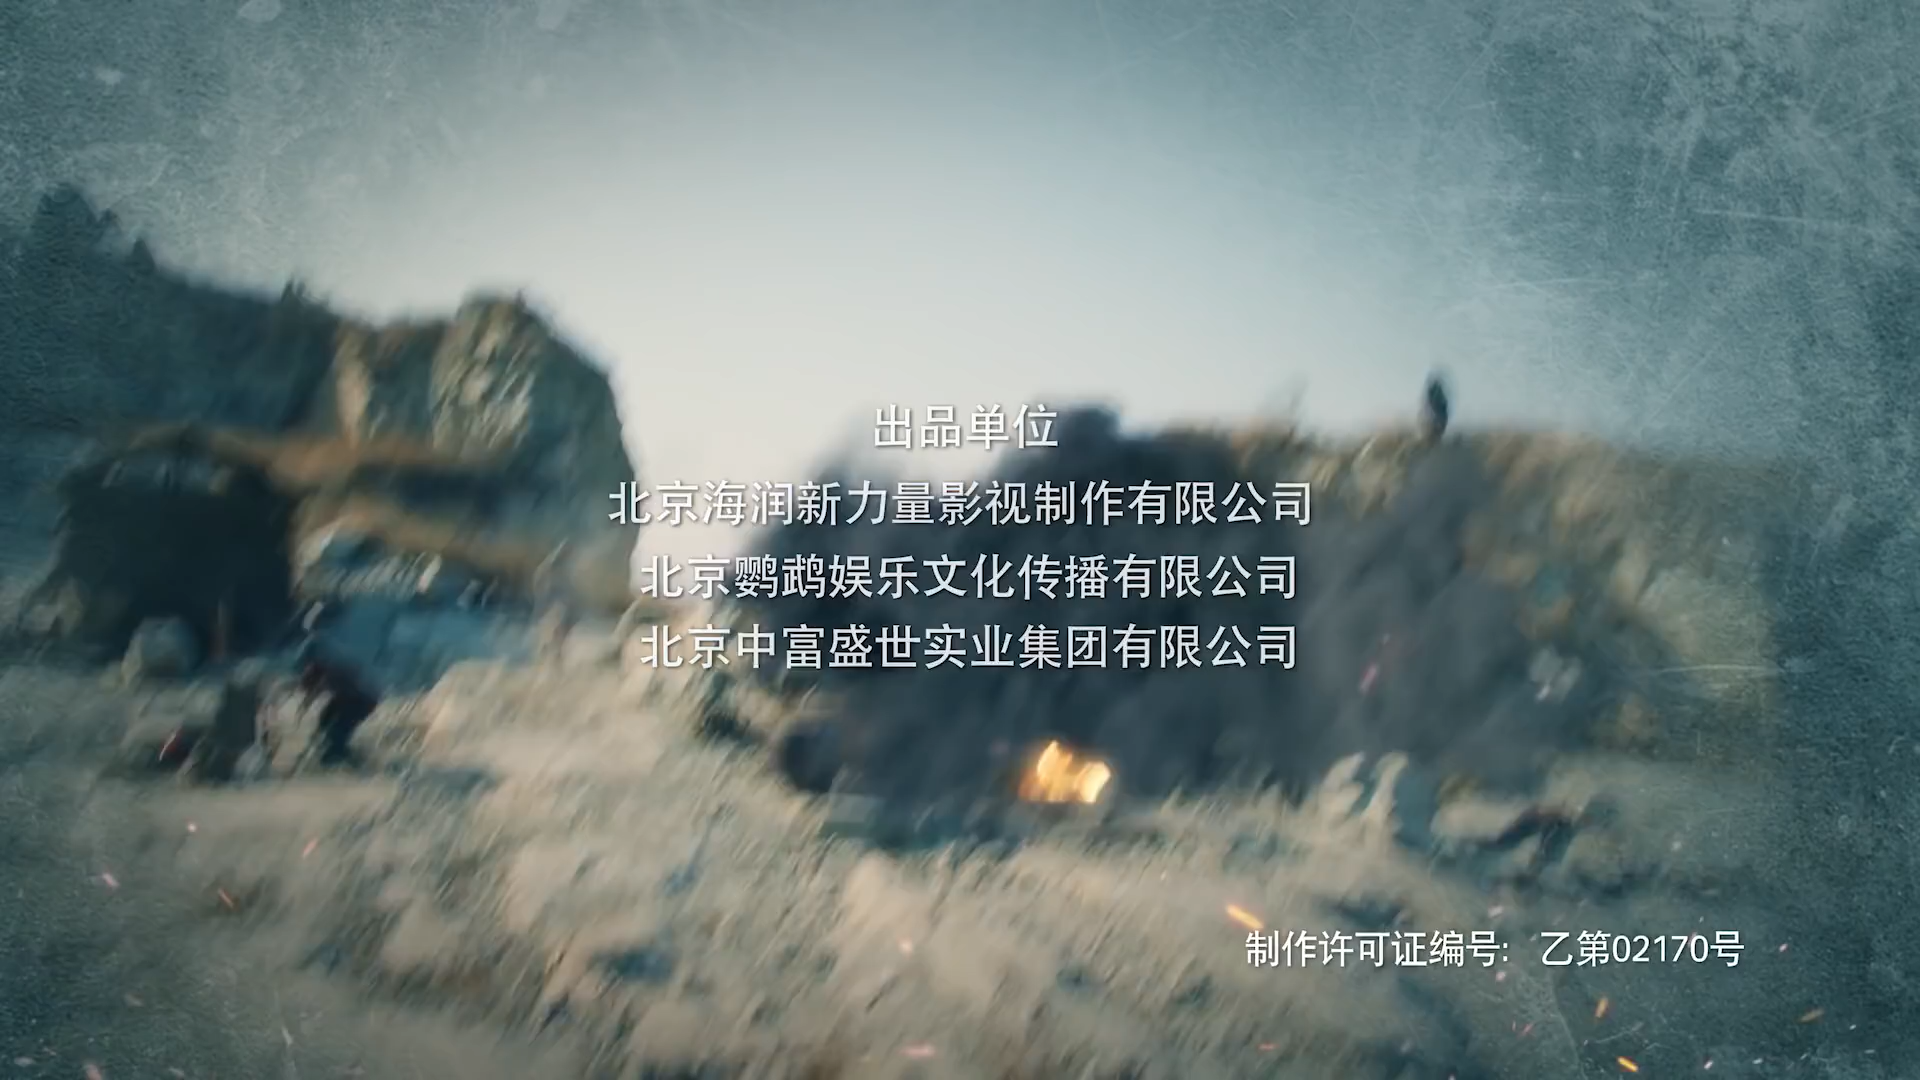 出品单位
北京海润新力量影视制作有限公司
北京鹦鹉娱乐文化传播有限公司
北京中富盛世实业集团有限公司
制作许可证编号: 乙第02170号